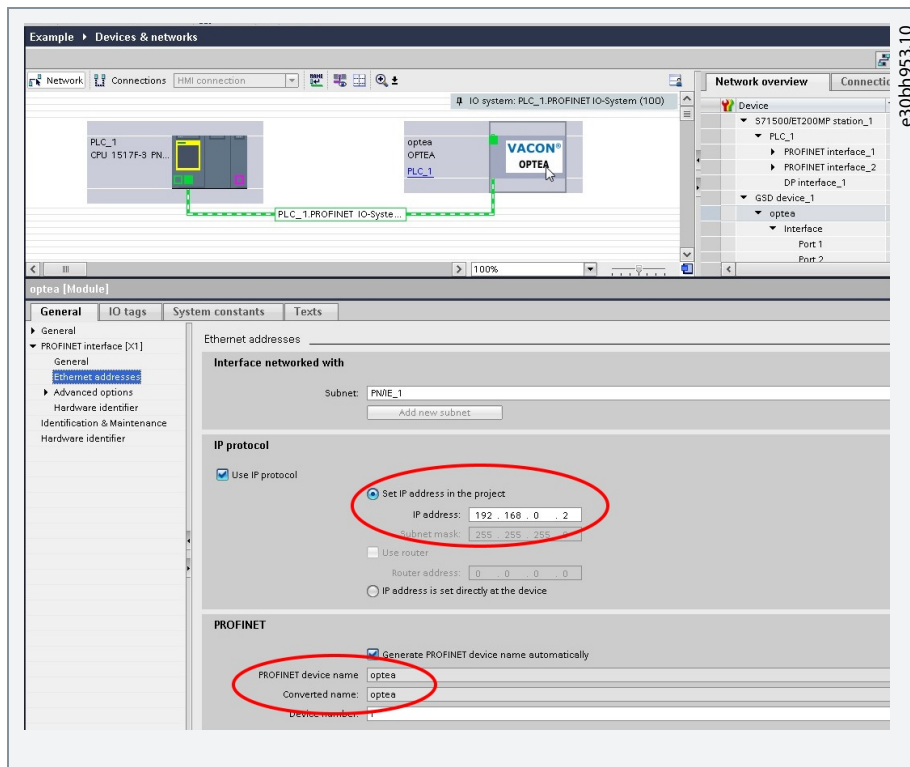 Example ▸ Devices & networks
Network Connections HMI connection
IO system: PLC_1.PROFINET IO-System (100)
PLC_1
CPU 1517F-3 PN...
optea
OPTEA
PLC_1
VACON®
OPTEA
PLC_1.PROFINET IO-Syste...
100%
Network overview Connectio
Device
S71500/ET200MP station_1
PLC_1
PROFINET interface_1
PROFINET interface_2
DP interface_1
GSD device_1
optea
Interface
Port 1
Port 2
e30bh953.10
optea [Module]
General IO tags System constants Texts
General
PROFINET interface [X1]
General
Ethernet addresses
Advanced options
Hardware identifier
Identification & Maintenance
Hardware identifier
Ethernet addresses
Interface networked with
Subnet: PN/IE_1
Add new subnet
IP protocol
Use IP protocol
Set IP address in the project
IP address: 192 . 168 . 0 . 2
Subnet mask: 255 . 255 . 255 . 0
Use router
Router address: 0 . 0 . 0 . 0
IP address is set directly at the device
PROFINET
Generate PROFINET device name automatically
PROFINET device name optea
Converted name: optea
Device number: 1